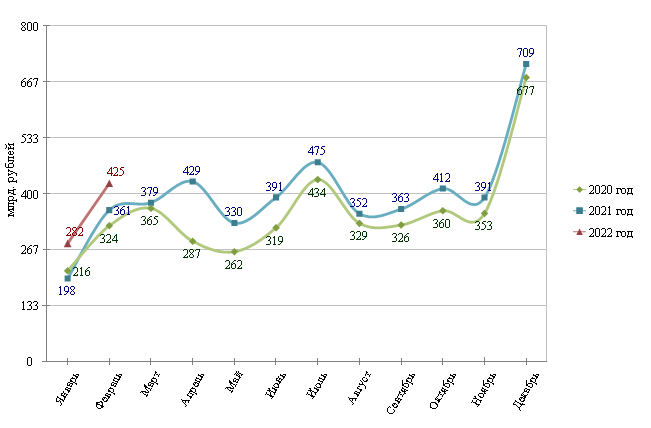 800
667
533
400
267
133
0
млрд. рублей
709
677
475
434
425
429
412
391
391
379
361
365
352
363
330
324
329
326
360
353
319
282
287
262
216
198
2020 год
2021 год
2022 год
Январь
Февраль
Март
Апрель
Май
Июнь
Июль
Август
Сентябрь
Октябрь
Ноябрь
Декабрь